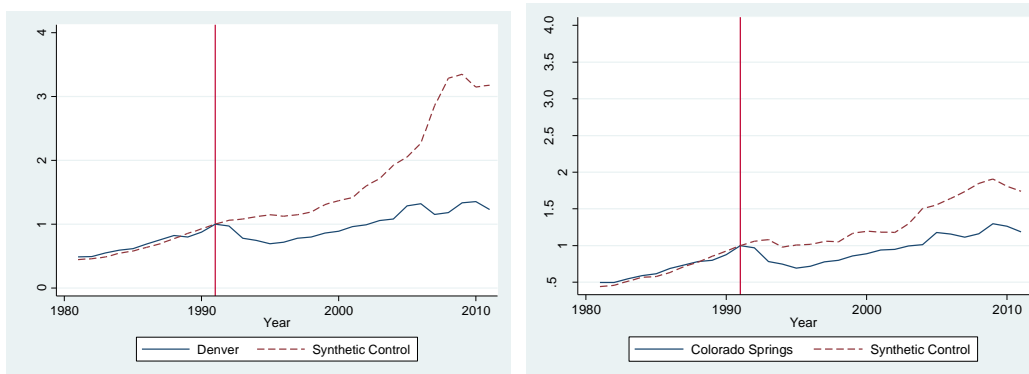 4
3
2
1
0
1980 1990 2000 2010
Year
Denver Synthetic Control
4.0
3.5
3.0
2.5
2
1.5
1
.5
1980 1990 2000 2010
Year
Colorado Springs Synthetic Control